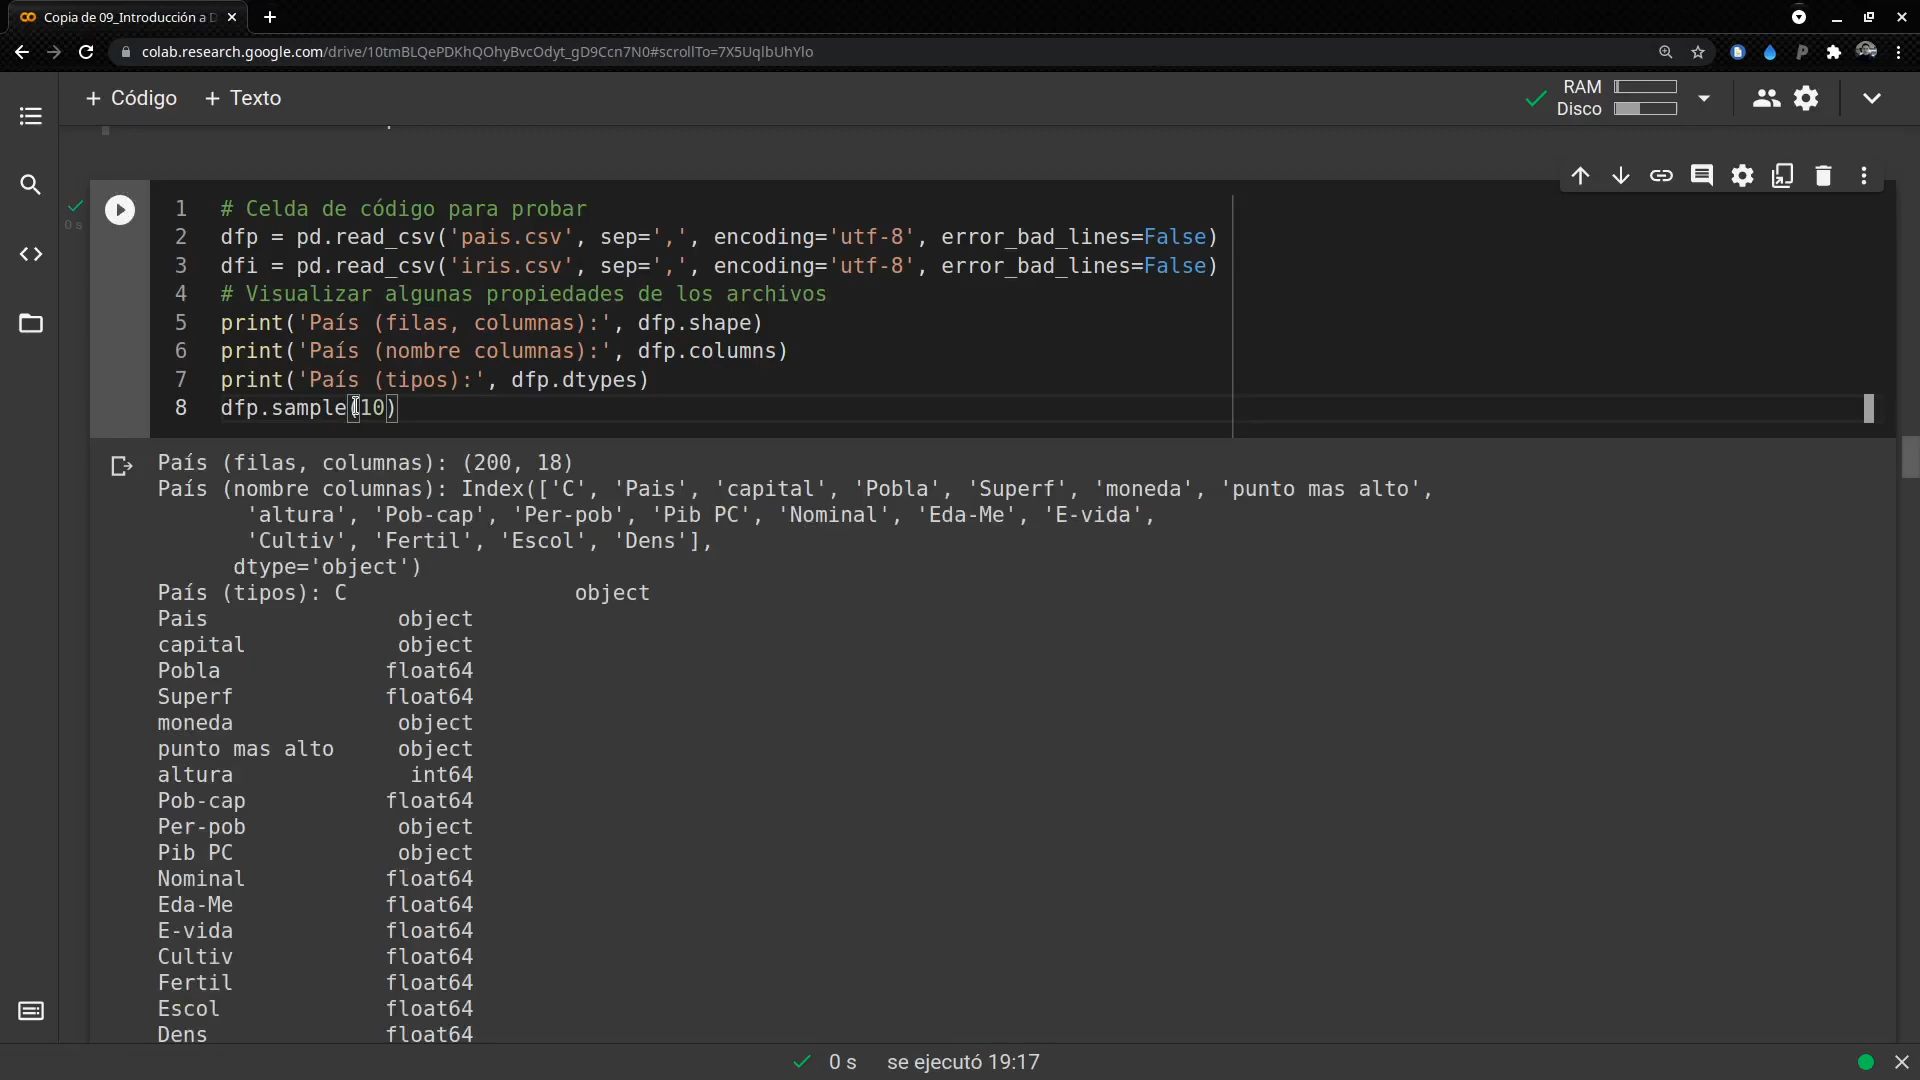 Copia de 09_Introducción a D
colab.research.google.com/drive/10tmBLQePDKhQOhyBvcOdyt_gD9Ccn7N0#scrollTo=7X5UqlbUhYlo
+ Código + Texto
RAM
Disco
0 s
1 # Celda de código para probar
2 dfp = pd.read_csv('pais.csv', sep=',', encoding='utf-8', error_bad_lines=False)
3 dfi = pd.read_csv('iris.csv', sep=',', encoding='utf-8', error_bad_lines=False)
4 # Visualizar algunas propiedades de los archivos
5 print('País (filas, columnas):', dfp.shape)
6 print('País (nombre columnas):', dfp.columns)
7 print('País (tipos):', dfp.dtypes)
8 dfp.sample(10)
País (filas, columnas): (200, 18)
País (nombre columnas): Index(['C', 'Pais', 'capital', 'Pobla', 'Superf', 'moneda', 'punto mas alto',
'altura', 'Pob-cap', 'Per-pob', 'Pib PC', 'Nominal', 'Eda-Me', 'E-vida',
'Cultiv', 'Fertil', 'Escol', 'Dens'],
dtype='object')
País (tipos): C object
Pais object
capital object
Pobla float64
Superf float64
moneda object
punto mas alto object
altura int64
Pob-cap float64
Per-pob object
Pib PC object
Nominal float64
Eda-Me float64
E-vida float64
Cultiv float64
Fertil float64
Escol float64
Dens float64
0 s se ejecutó 19:17